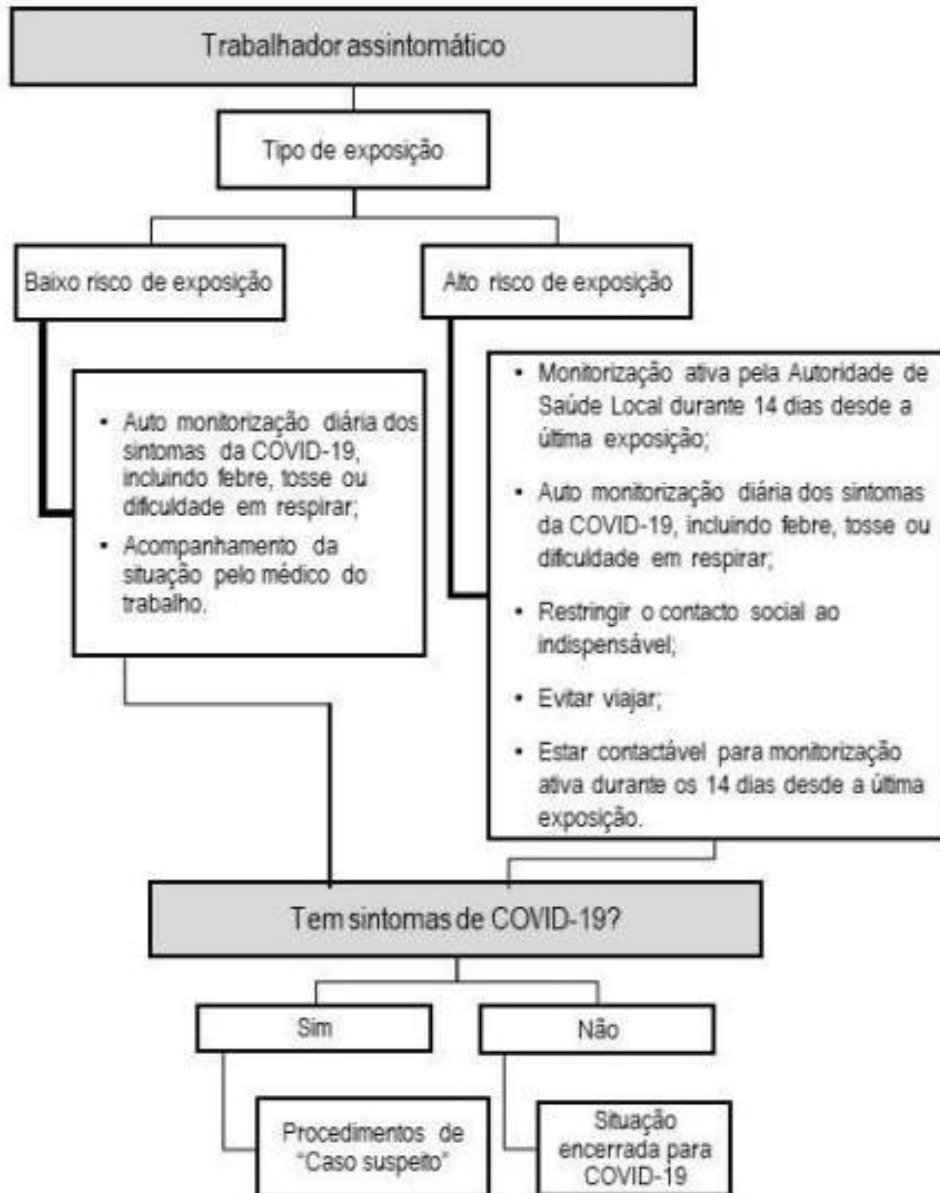 Trabalhador assintomático
Tipo de exposição
Baixo risco de exposição
Alto risco de exposição
• Auto monitorização diária dos
sintomas da COVID-19,
incluindo febre, tosse ou
dificuldade em respirar;
• Acompanhamento da
situação pelo médico do
trabalho.
• Monitorização ativa pela Autoridade de
Saúde Local durante 14 dias desde a
última exposição;
• Auto monitorização diária dos sintomas
da COVID-19, incluindo febre, tosse ou
dificuldade em respirar;
• Restringir o contacto social ao
indispensável;
• Evitar viajar;
• Estar contactável para monitorização
ativa durante os 14 dias desde a última
exposição.
Tem sintomas de COVID-19?
Sim
Não
Procedimentos de
“Caso suspeito”
Situação
encerrada para
COVID-19